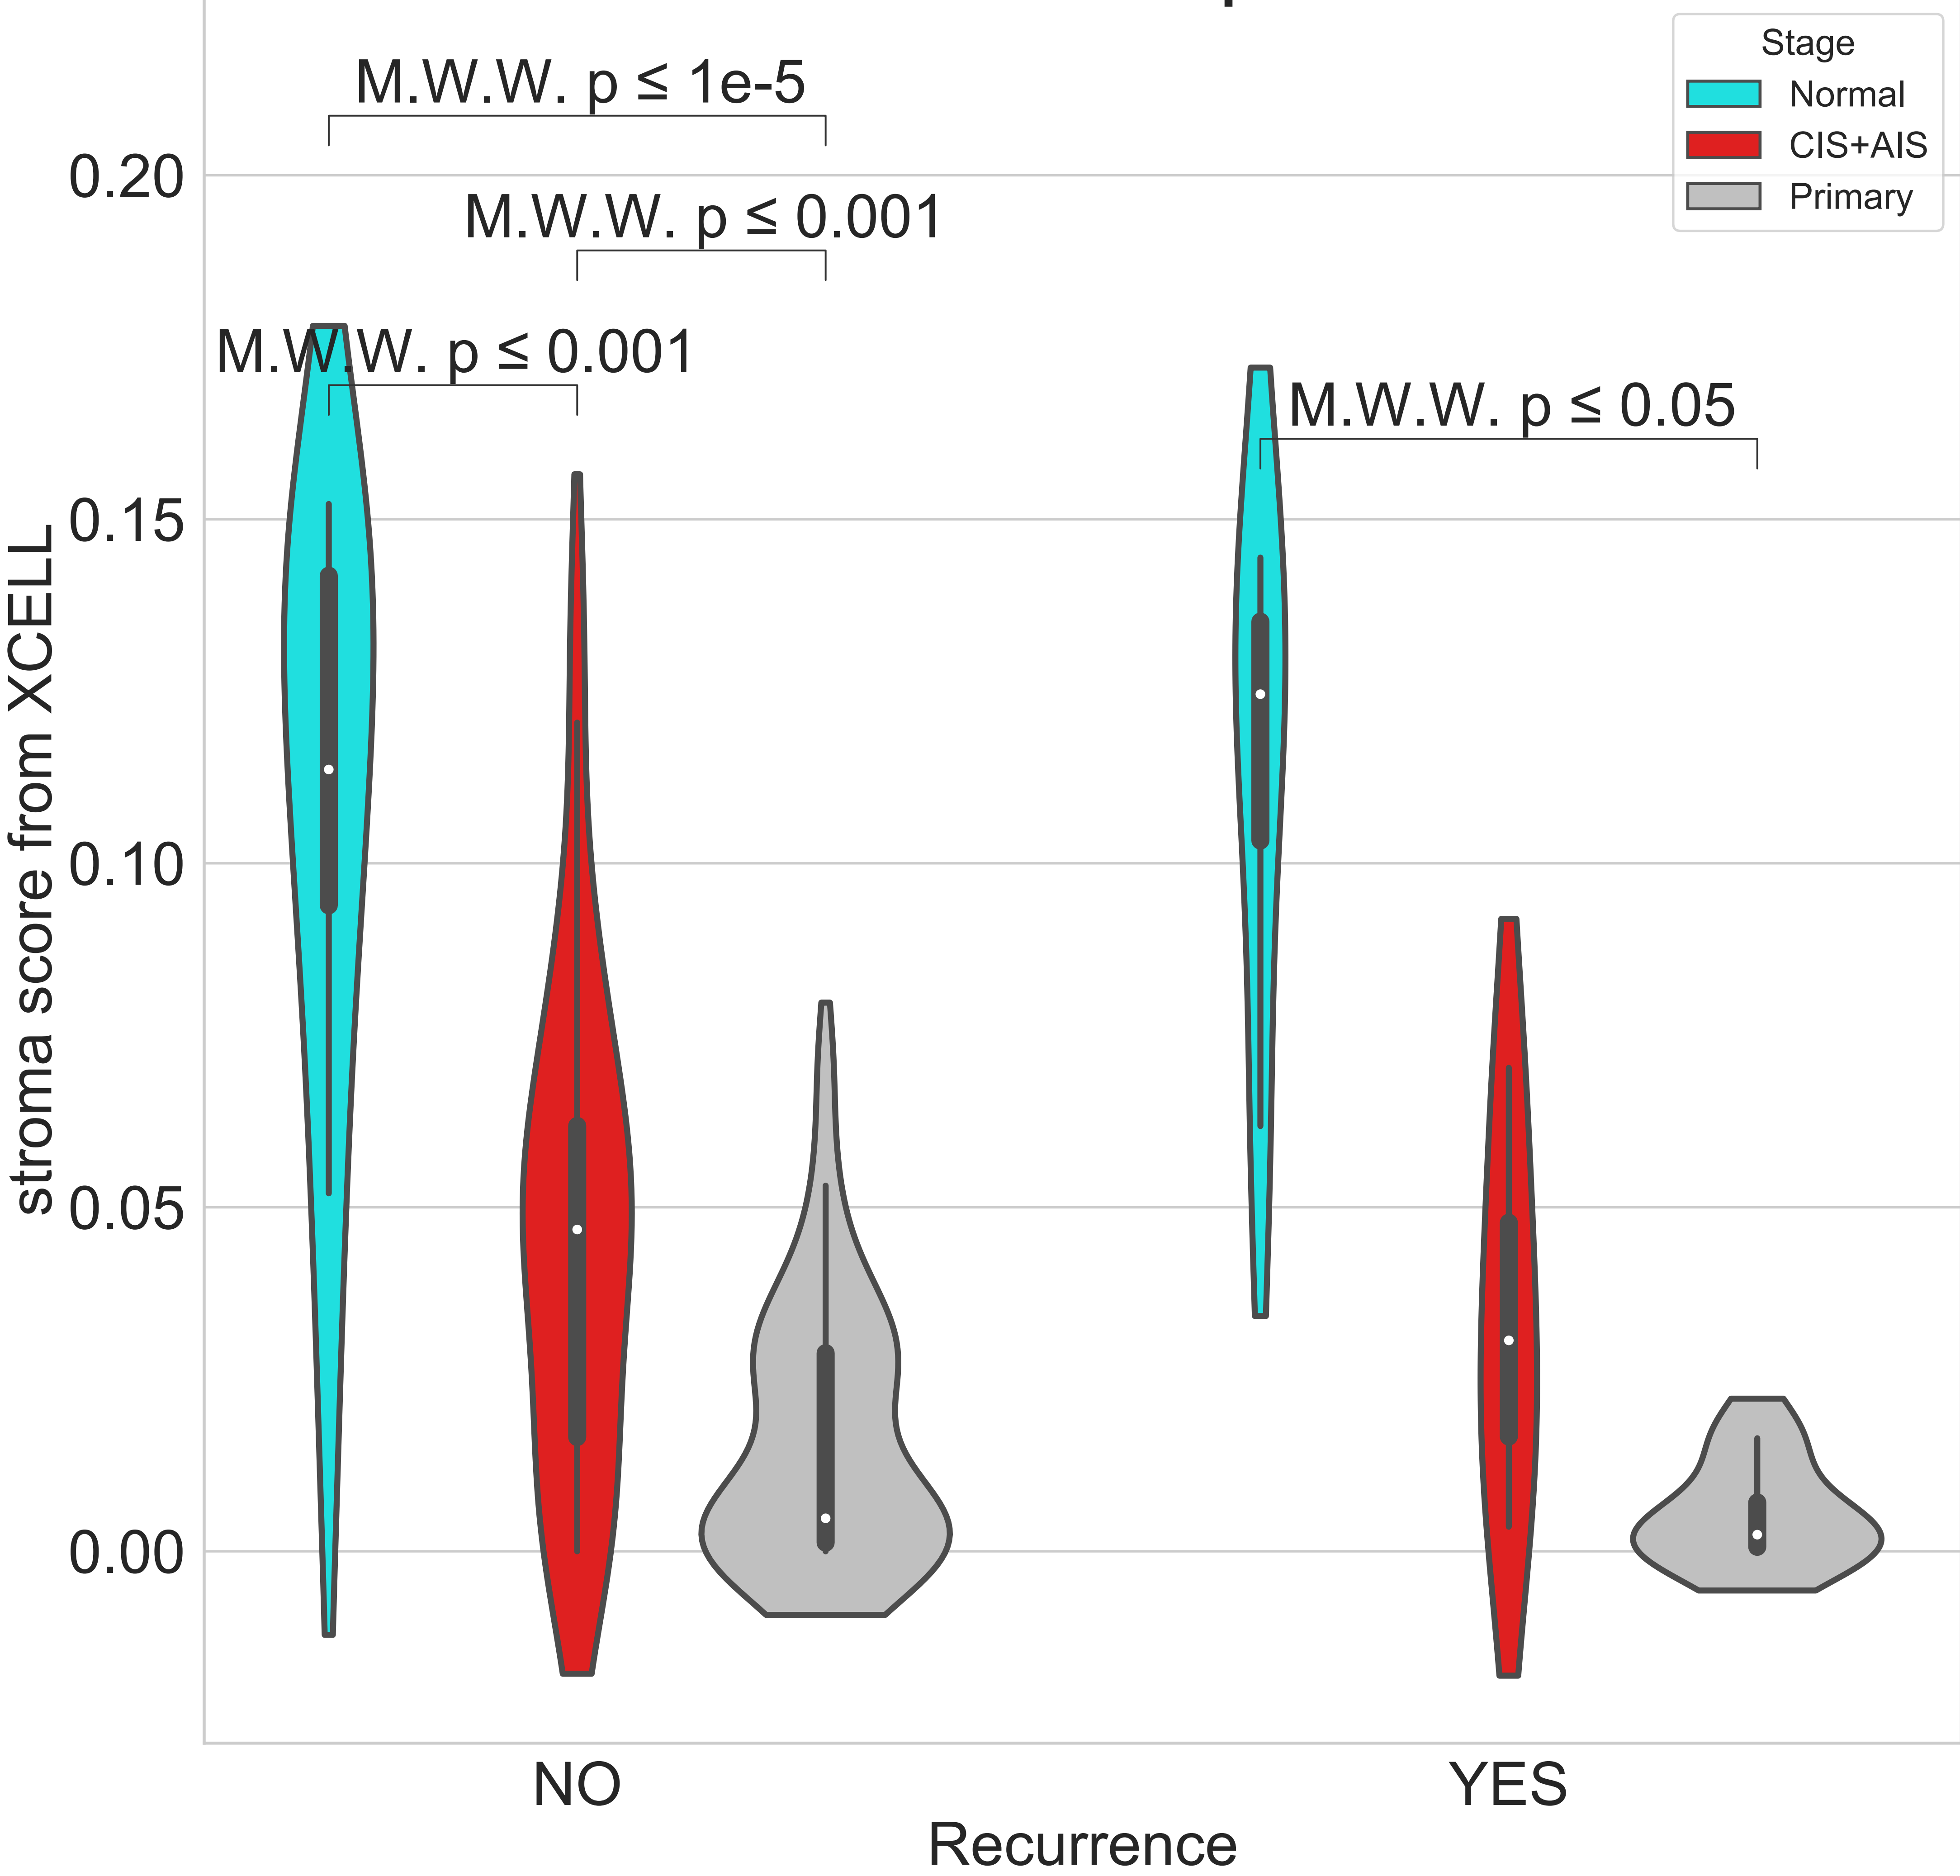 Stage
Normal
CIS+AIS
Primary
M.W.W. p ≤ 1e-5
M.W.W. p ≤ 0.001
M.W.W. p ≤ 0.001
M.W.W. p ≤ 0.05
0.20
0.15
0.10
0.05
0.00
stroma score from XCELL
NO
YES
Recurrence